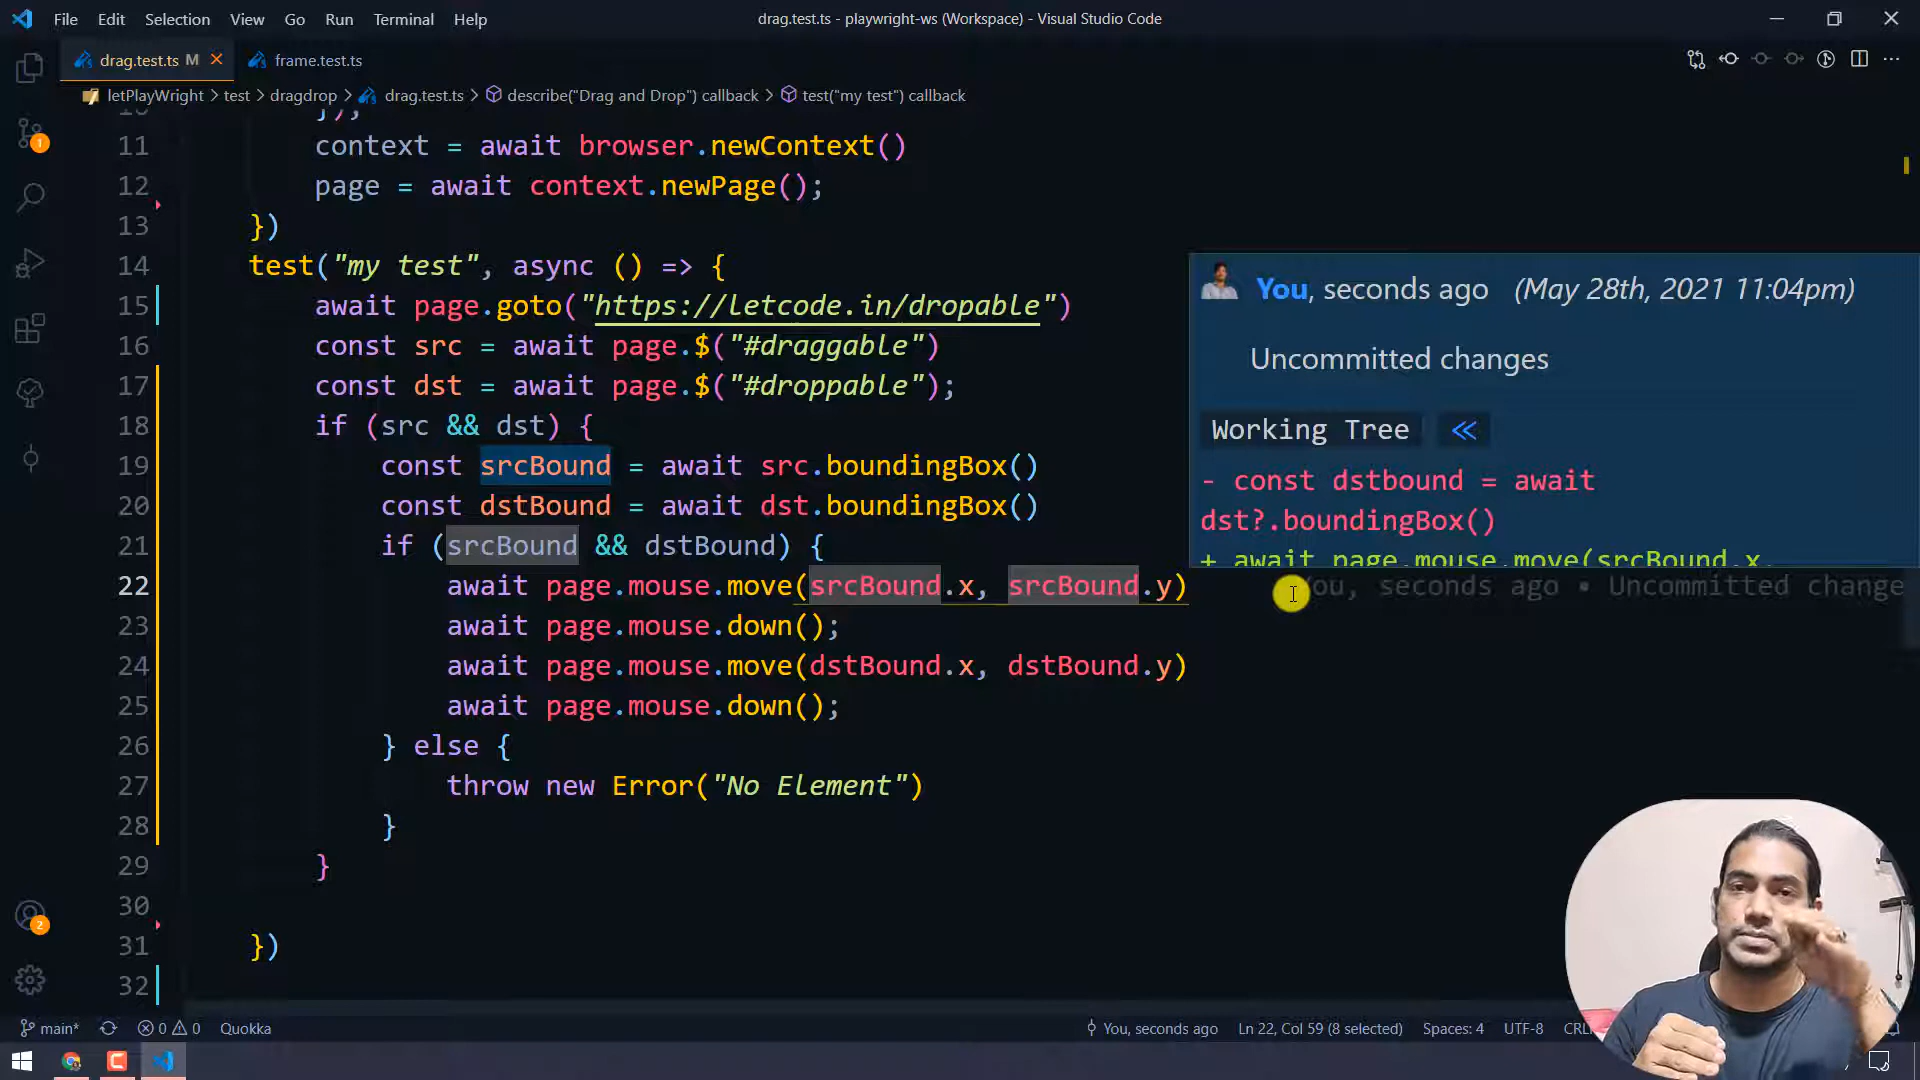 File Edit Selection View Go Run Terminal Help
drag.test.ts - playwright-ws (Workspace) - Visual Studio Code
drag.test.ts M
frame.test.ts
letPlayWright > test > dragdrop > drag.test.ts > describe("Drag and Drop") callback > test("my test") callback
11 context = await browser.newContext()
12 page = await context.newPage();
13 })
14 test("my test", async () => {
15 await page.goto("https://letcode.in/dropable")
16 const src = await page.$("#draggable")
17 const dst = await page.$("#droppable");
18 if (src && dst) {
19 const srcBound = await src.boundingBox()
20 const dstBound = await dst.boundingBox()
21 if (srcBound && dstBound) {
22 await page.mouse.move(srcBound.x, srcBound.y)
23 await page.mouse.down();
24 await page.mouse.move(dstBound.x, dstBound.y)
25 await page.mouse.down();
26 } else {
27 throw new Error("No Element")
28 }
29 }
30
31 })
32
You, seconds ago (May 28th, 2021 11:04pm)
Uncommitted changes
Working Tree
- const dstbound = await
dst?.boundingBox()
+ await page.mouse.move(srcBound.x,
seconds ago • Uncommitted change
1
2
main* 0 0 Quokka
You, seconds ago Ln 22, Col 59 (8 selected) Spaces: 4 UTF-8